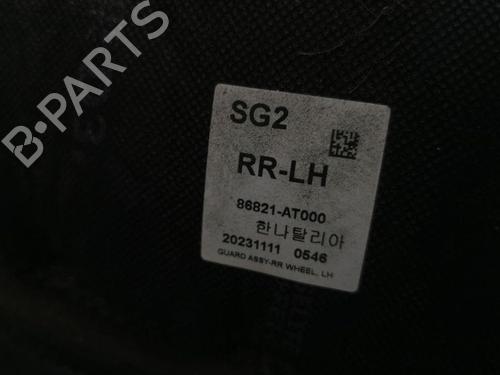 B-PARTS
SG2
RR-LH
86821-AT000
한나탈리아
20231111 0546
GUARD ASSY-RR WHEEL, LH